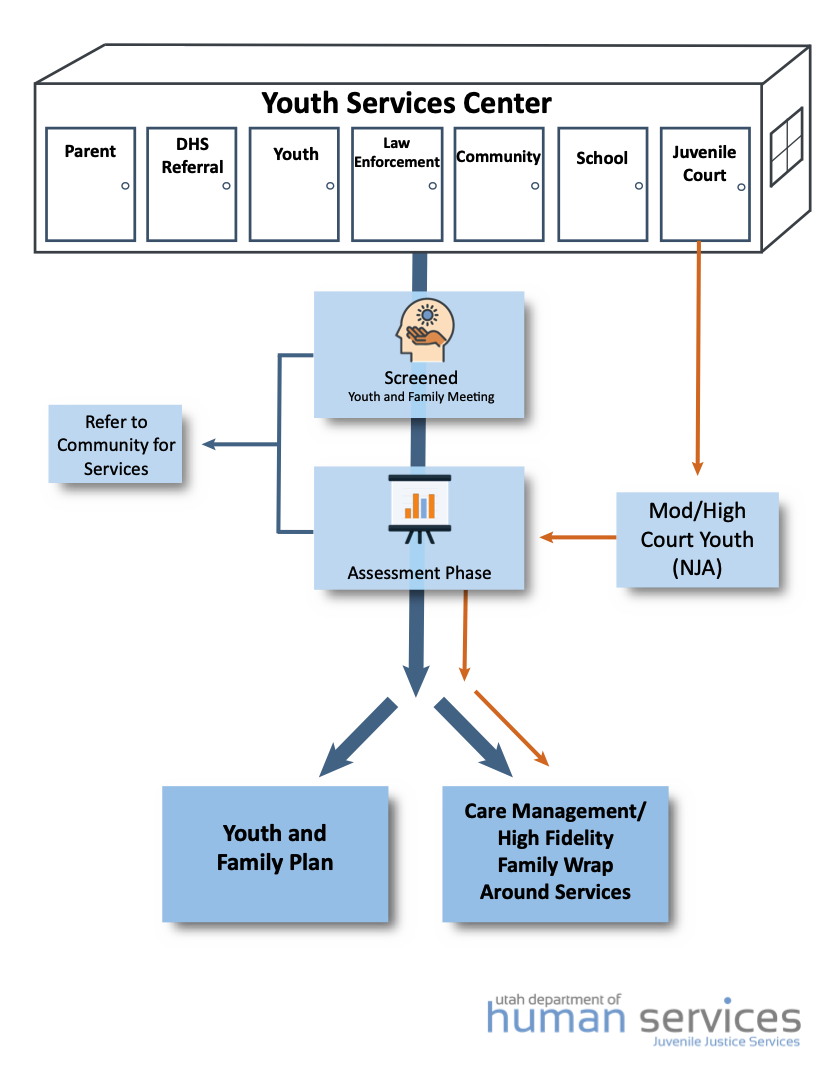 Youth Services Center
Parent
DHS
Referral
Youth
Law
Enforcement
Community
School
Juvenile
Court
Screened
Youth and Family Meeting
Refer to
Community for
Services
Assessment Phase
Mod/High
Court Youth
(NJA)
Youth and
Family Plan
Care Management/
High Fidelity
Family Wrap
Around Services
utah department of
human services
Juvenile Justice Services